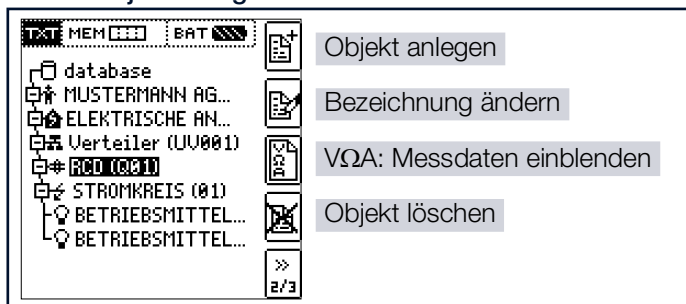 TXT MEM BAT
database
MUSTERMANN AG...
ELEKTRISCHE AN...
Verteiler (UV001)
RCD (Q01)
STROMKREIS (01)
BETRIEBSMITTEL...
BETRIEBSMITTEL...
VΩA
>>
2/3
Objekt anlegen
Bezeichnung ändern
VΩA: Messdaten einblenden
Objekt löschen